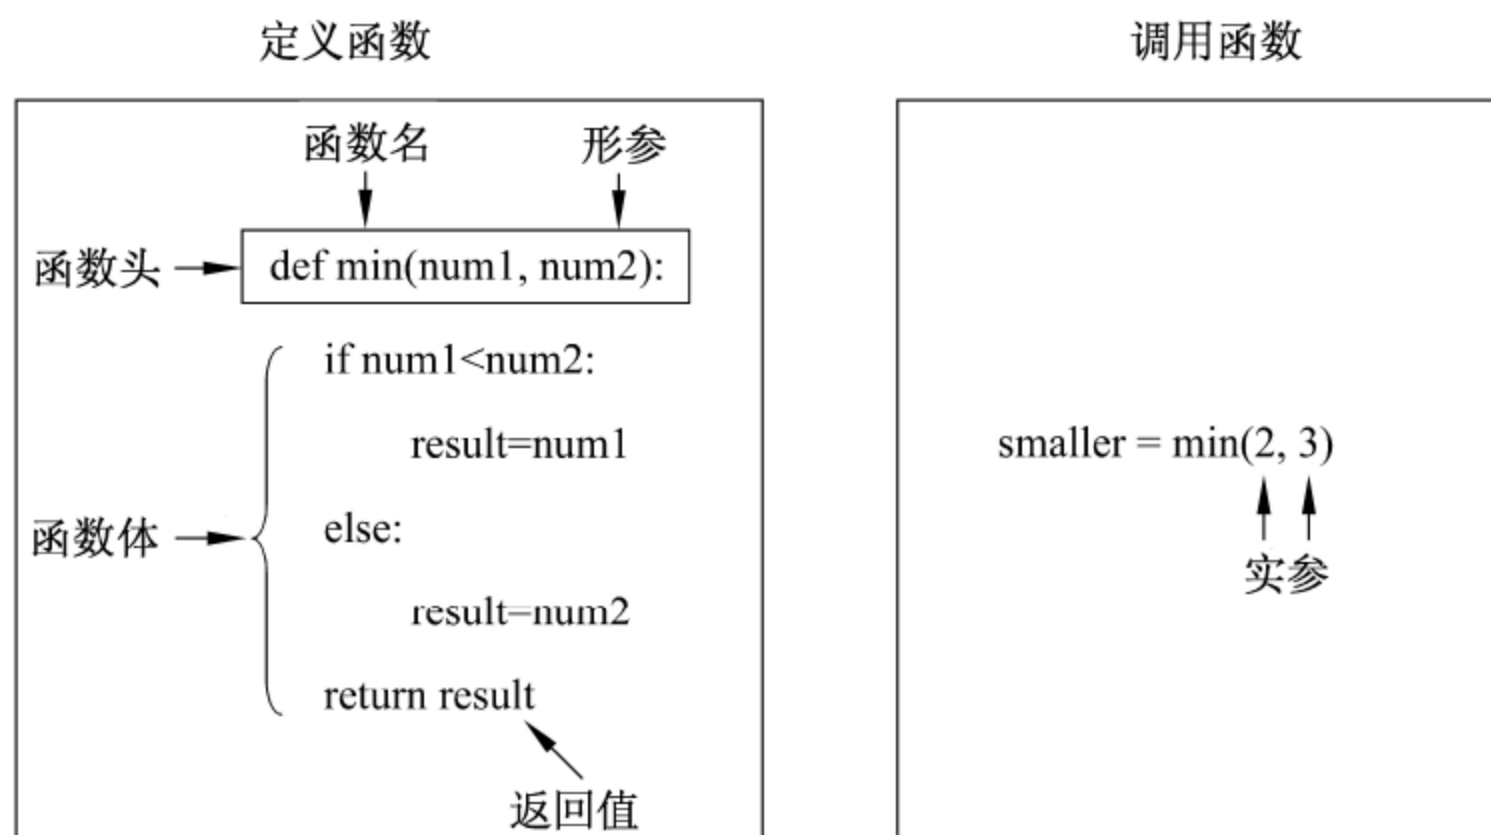 定义函数
函数名
形参
函数头
def min(num1, num2):
if num1<num2:
result=num1
else:
函数体
result=num2
return result
返回值
调用函数
smaller = min(2, 3)
实参